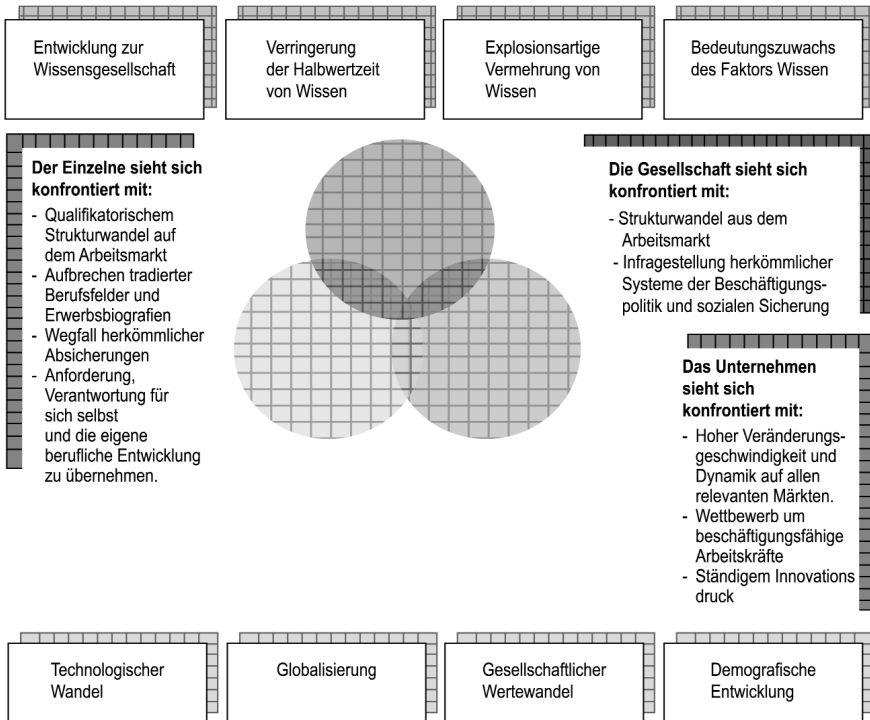 Entwicklung zur
Wissensgesellschaft
Verringerung
der Halbwertzeit
von Wissen
Explosionsartige
Vermehrung von
Wissen
Bedeutungszuwachs
des Faktors Wissen
Der Einzelne sieht sich
konfrontiert mit:
- Qualifikatorischem
Strukturwandel auf
dem Arbeitsmarkt
- Aufbrechen tradierter
Berufsfelder und
Erwerbsbiografien
- Wegfall herkömmlicher
Absicherungen
- Anforderung,
Verantwortung für
sich selbst
und die eigene
berufliche Entwicklung
zu übernehmen.
Die Gesellschaft sieht sich
konfrontiert mit:
- Strukturwandel aus dem
Arbeitsmarkt
- Infragestellung herkömmlicher
Systeme der Beschäftigungs-
politik und sozialen Sicherung
Das Unternehmen
sieht sich
konfrontiert mit:
- Hoher Veränderungs-
geschwindigkeit und
Dynamik auf allen
relevanten Märkten.
- Wettbewerb um
beschäftigungsfähige
Arbeitskräfte
- Ständigem Innovations
druck
Technologischer
Wandel
Globalisierung
Gesellschaftlicher
Wertewandel
Demografische
Entwicklung